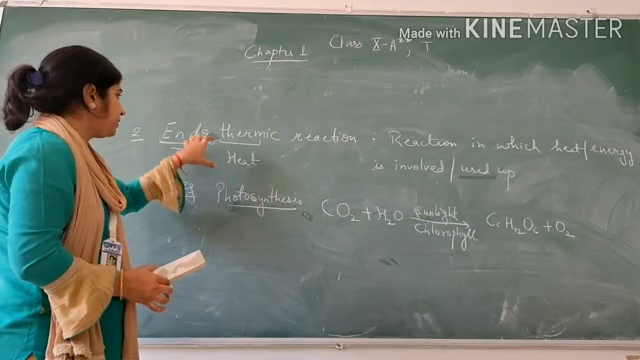 Made with KINEMASTER
Chapter 1 Class X-A
2 Endothermic reaction : Reaction in which heat/energy
Heat is involved/used up
eg Photosynthesis CO2 + H2O Sunlight Chlorophyll C6H12O6 + O2